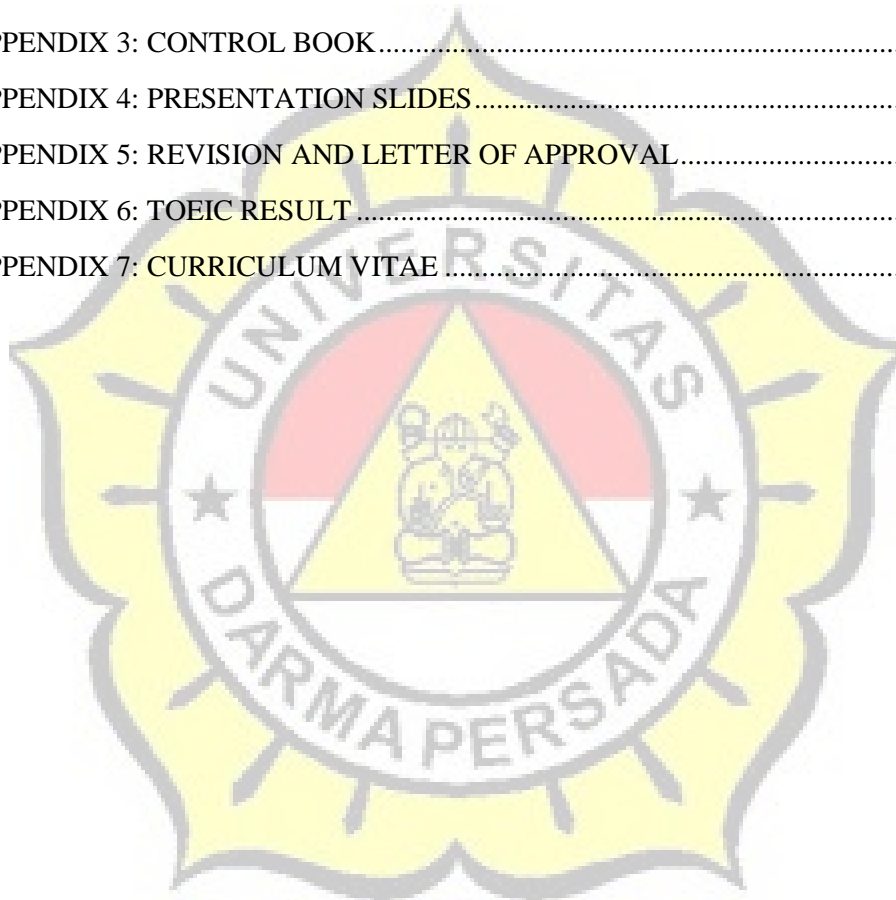 PPENDIX 3: CONTROL BOOK..........................................................................
PPENDIX 4: PRESENTATION SLIDES.............................................................
PPENDIX 5: REVISION AND LETTER OF APPROVAL................................
PPENDIX 6: TOEIC RESULT.............................................................................
PPENDIX 7: CURRICULUM VITAE.................................................................
UNIVERSITAS
DARMA PERSADA